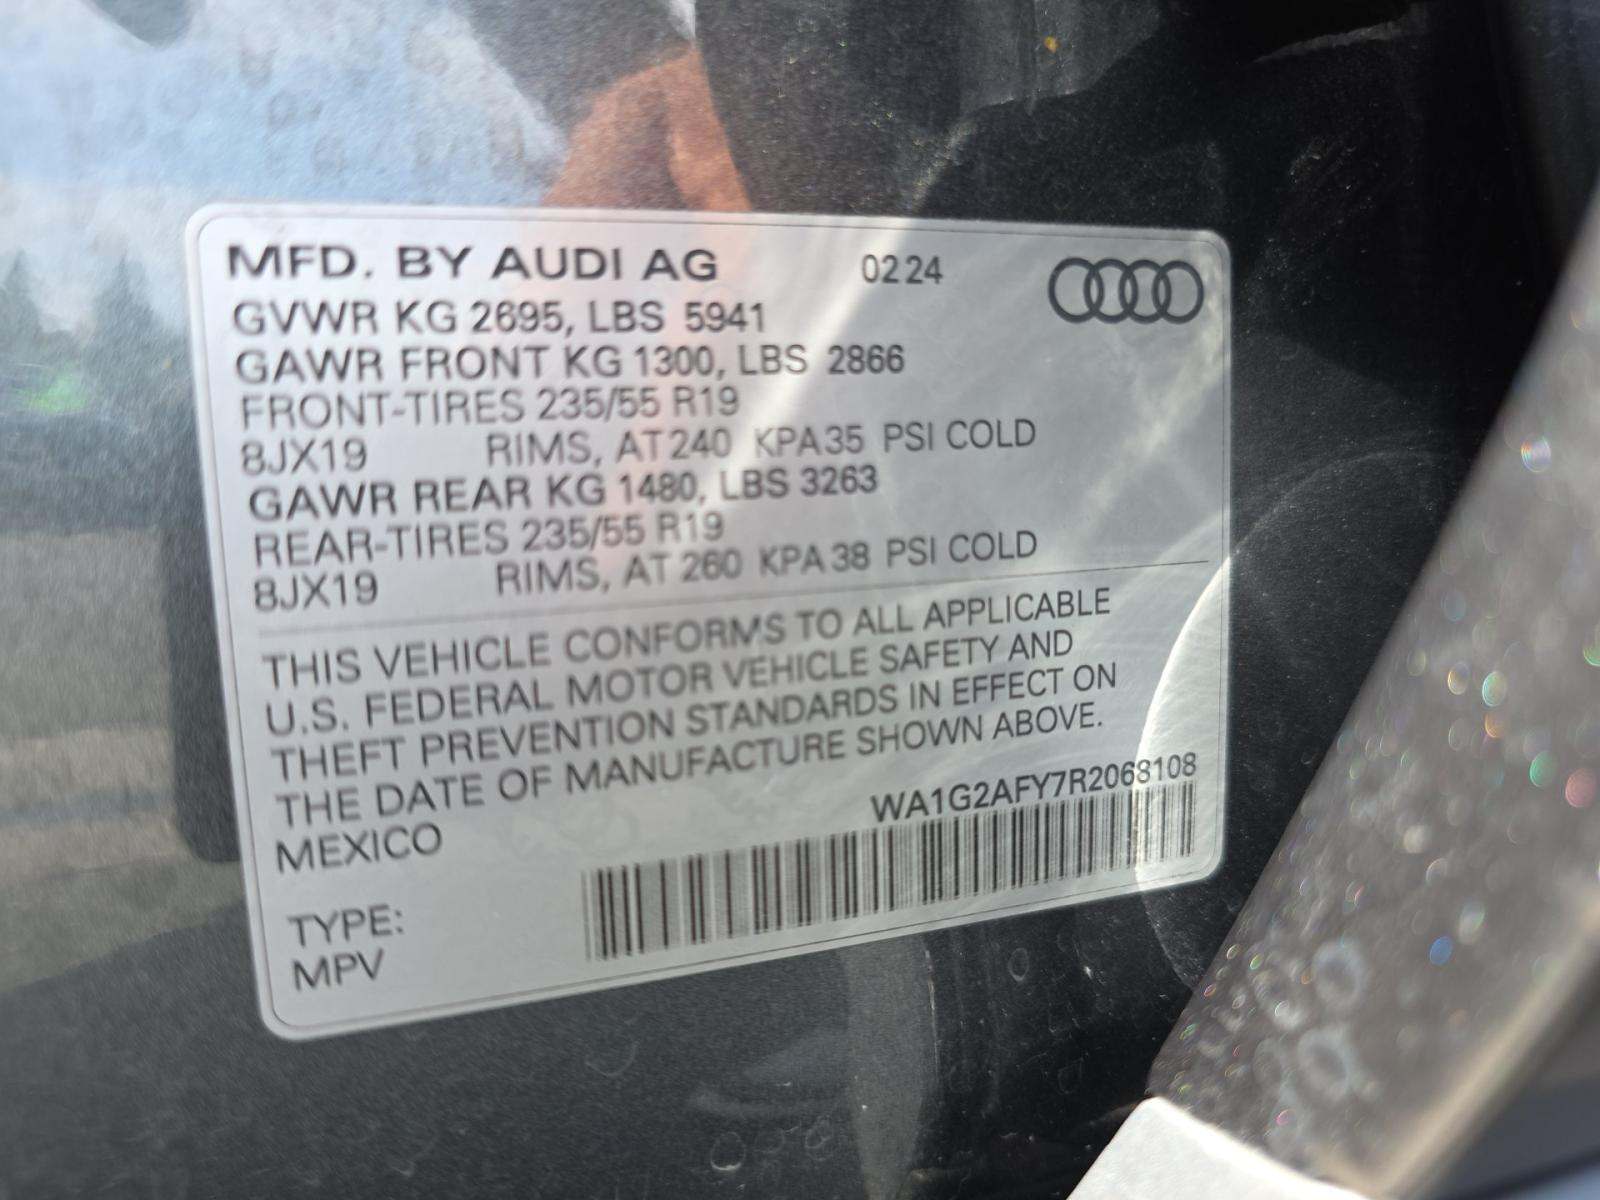 MFD. BY AUDI AG 0224
GVWR KG 2695, LBS 5941
GAWR FRONT KG 1300, LBS 2866
FRONT-TIRES 235/55 R19
8JX19 RIMS, AT 240 KPA 35 PSI COLD
GAWR REAR KG 1480, LBS 3263
REAR-TIRES 235/55 R19
8JX19 RIMS, AT 260 KPA 38 PSI COLD
THIS VEHICLE CONFORMS TO ALL APPLICABLE
U.S. FEDERAL MOTOR VEHICLE SAFETY AND
THEFT PREVENTION STANDARDS IN EFFECT ON
THE DATE OF MANUFACTURE SHOWN ABOVE.
MEXICO WA1G2AFY7R2068108
TYPE:
MPV